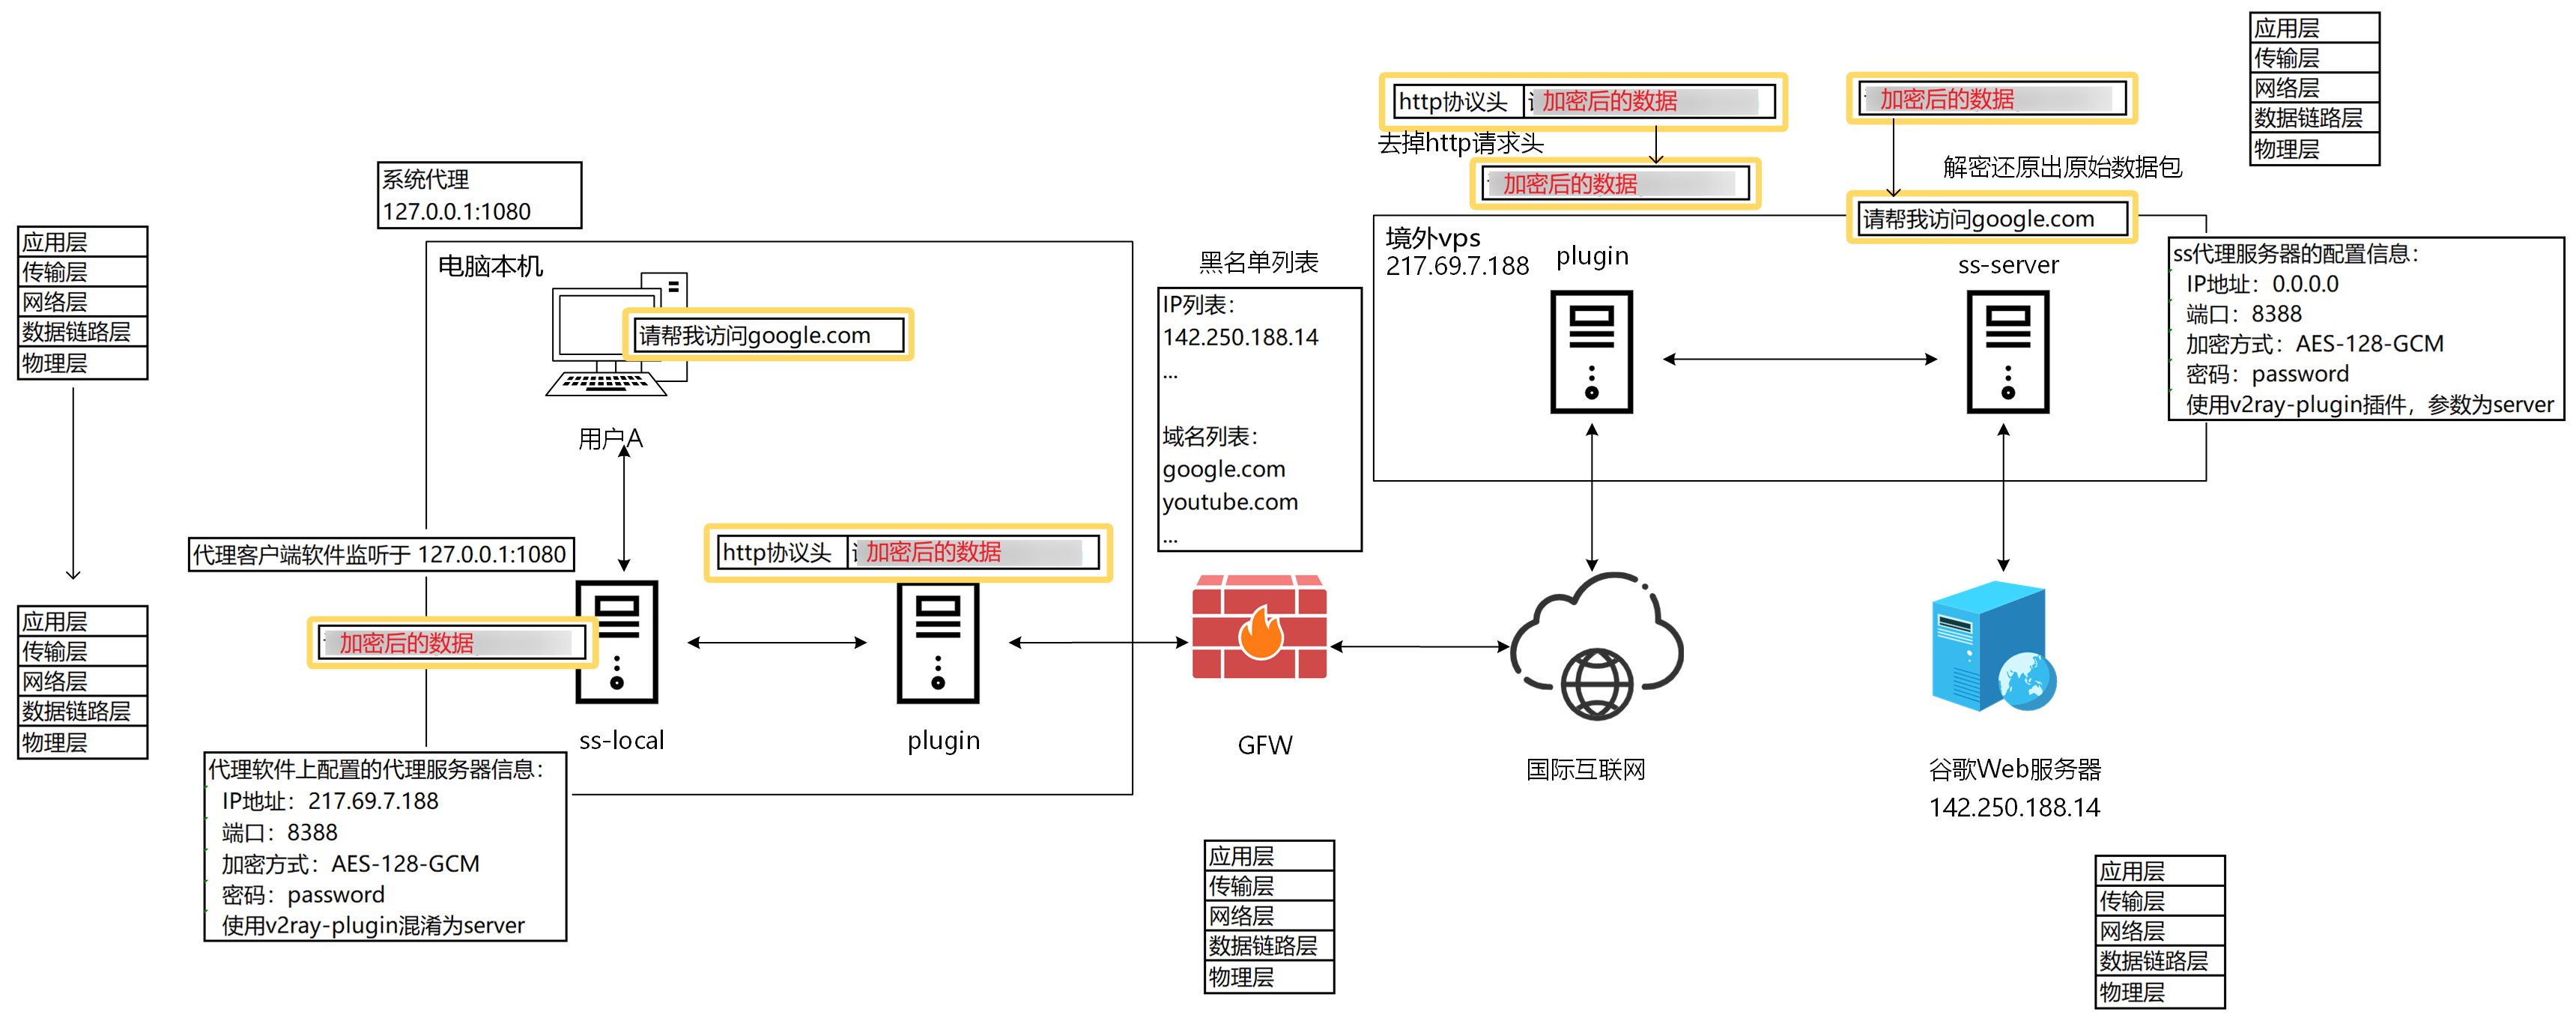 应用层
传输层
网络层
数据链路层
物理层
应用层
传输层
网络层
数据链路层
物理层
系统代理
127.0.0.1:1080
电脑本机
请帮我访问google.com
用户A
代理客户端软件监听于 127.0.0.1:1080
加密后的数据
ss-local
http协议头
加密后的数据
plugin
代理软件上配置的代理服务器信息：
IP地址：217.69.7.188
端口：8388
加密方式：AES-128-GCM
密码：password
使用v2ray-plugin混淆为server
黑名单列表
IP列表：
142.250.188.14
...
域名列表：
google.com
youtube.com
...
GFW
应用层
传输层
网络层
数据链路层
物理层
国际互联网
http协议头
加密后的数据
去掉http请求头
加密后的数据
境外vps
217.69.7.188
plugin
加密后的数据
解密还原出原始数据包
请帮我访问google.com
ss-server
ss代理服务器的配置信息：
IP地址：0.0.0.0
端口：8388
加密方式：AES-128-GCM
密码：password
使用v2ray-plugin插件，参数为server
应用层
传输层
网络层
数据链路层
物理层
谷歌Web服务器
142.250.188.14
应用层
传输层
网络层
数据链路层
物理层